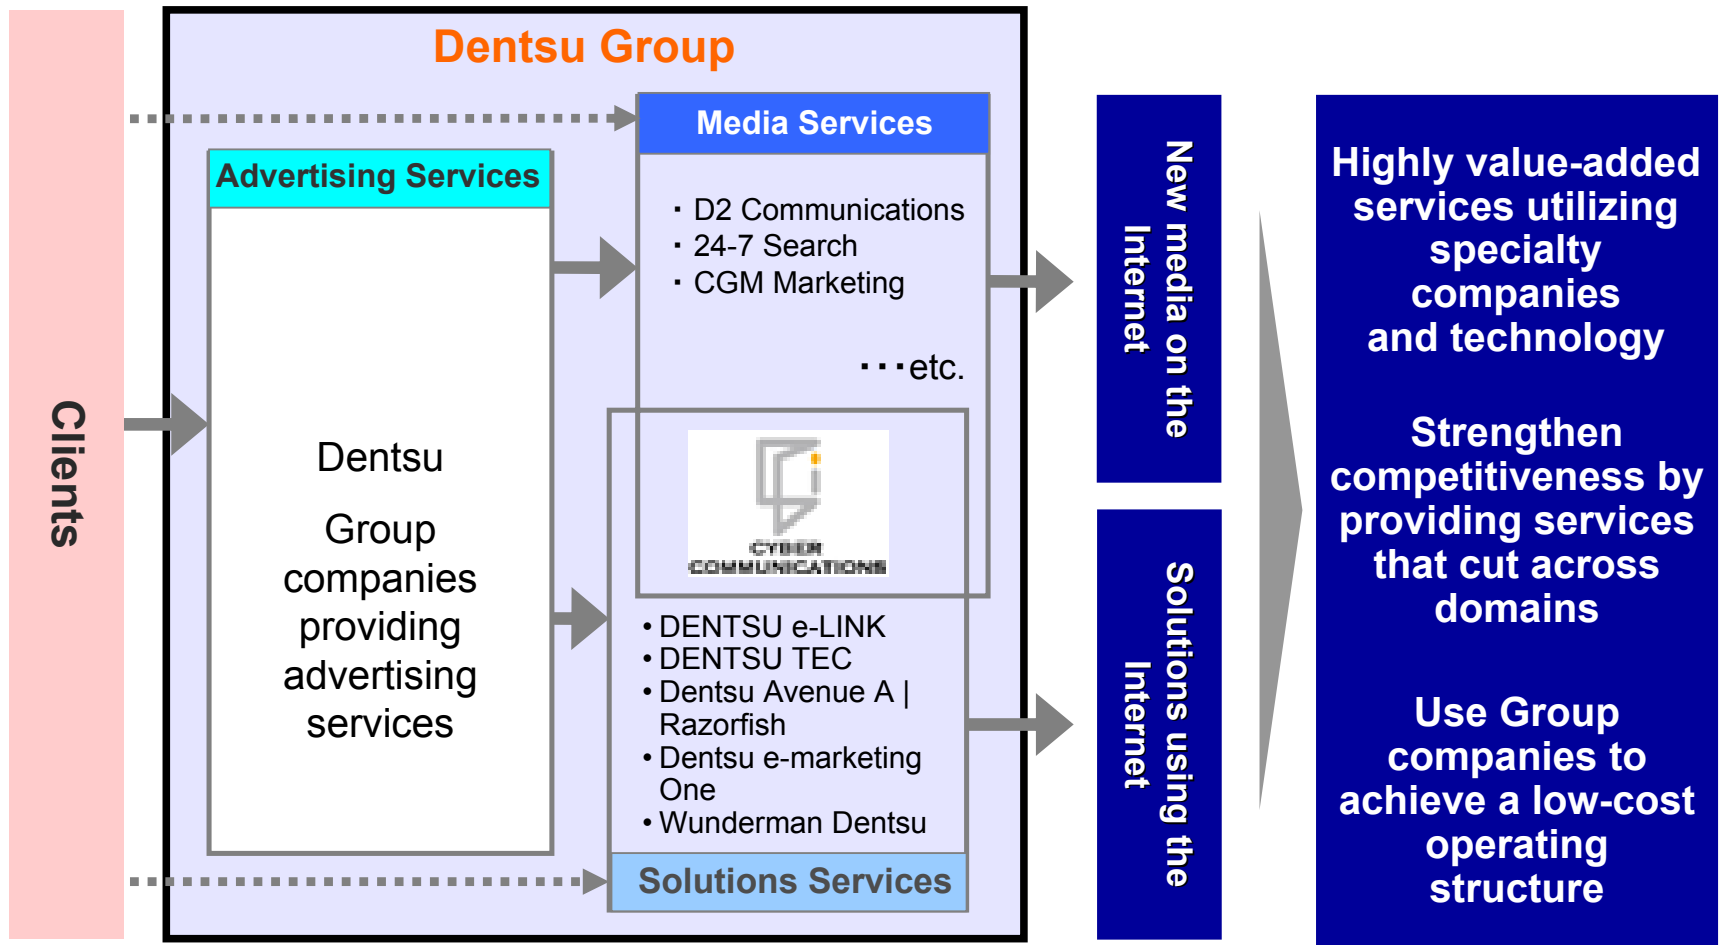 Clients
Dentsu Group
Advertising Services
Dentsu
Group
companies
providing
advertising
services
Media Services
・D2 Communications
・24-7 Search
・CGM Marketing
・・・etc.
CYBER
COMMUNICATIONS
• DENTSU e-LINK
• DENTSU TEC
• Dentsu Avenue A |
Razorfish
• Dentsu e-marketing
One
• Wunderman Dentsu
Solutions Services
New media on the
Internet
Solutions using the
Internet
Highly value-added
services utilizing
specialty
companies
and technology
Strengthen
competitiveness by
providing services
that cut across
domains
Use Group
companies to
achieve a low-cost
operating
structure